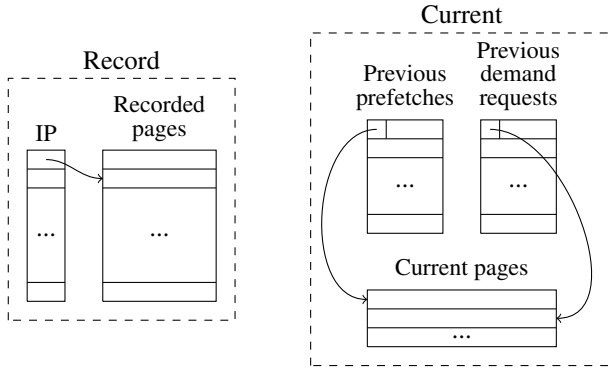 Record
IP
Recorded
pages
...
...
Current
Previous
prefetches
Previous
demand
requests
...
...
Current pages
...